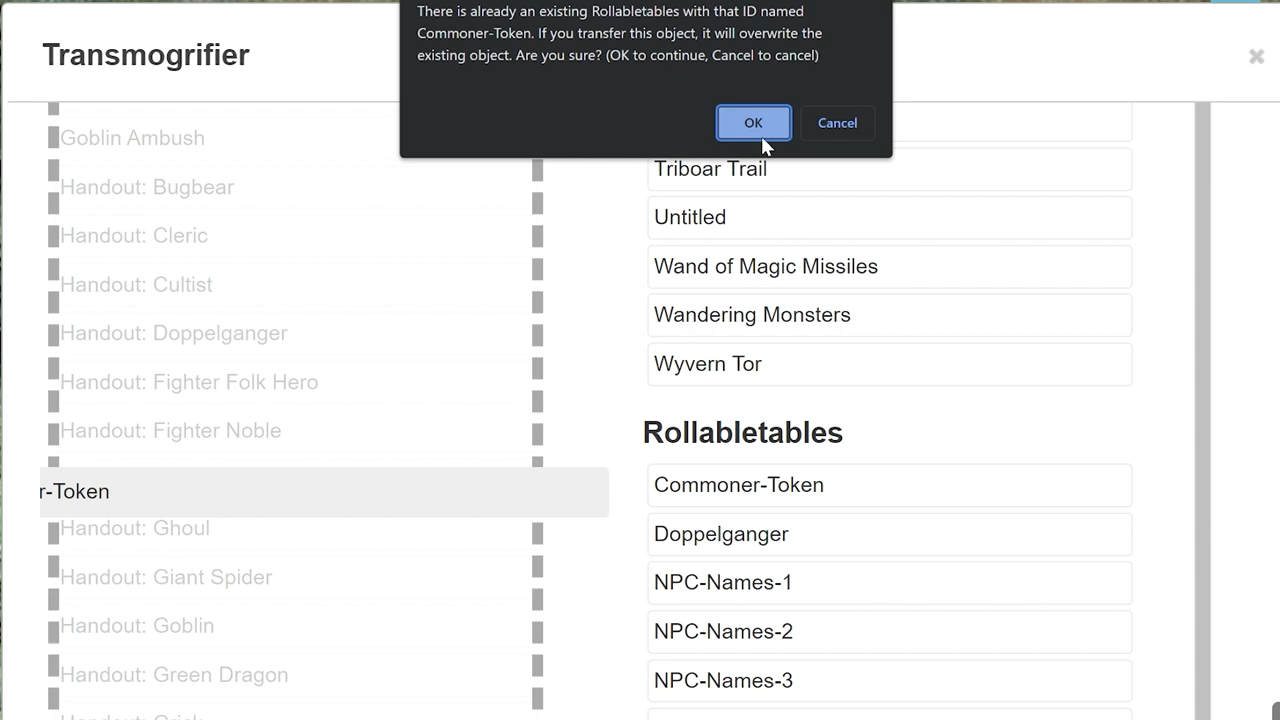 There is already an existing Rollabletables with that ID named
Commoner-Token. If you transfer this object, it will overwrite the
existing object. Are you sure? (OK to continue, Cancel to cancel)
OK
Cancel
Transmogrifier
Goblin Ambush
Handout: Bugbear
Handout: Cleric
Handout: Cultist
Handout: Doppelganger
Handout: Fighter Folk Hero
Handout: Fighter Noble
r-Token
Handout: Ghoul
Handout: Giant Spider
Handout: Goblin
Handout: Green Dragon
Triboar Trail
Untitled
Wand of Magic Missiles
Wandering Monsters
Wyvern Tor
Rollabletables
Commoner-Token
Doppelganger
NPC-Names-1
NPC-Names-2
NPC-Names-3